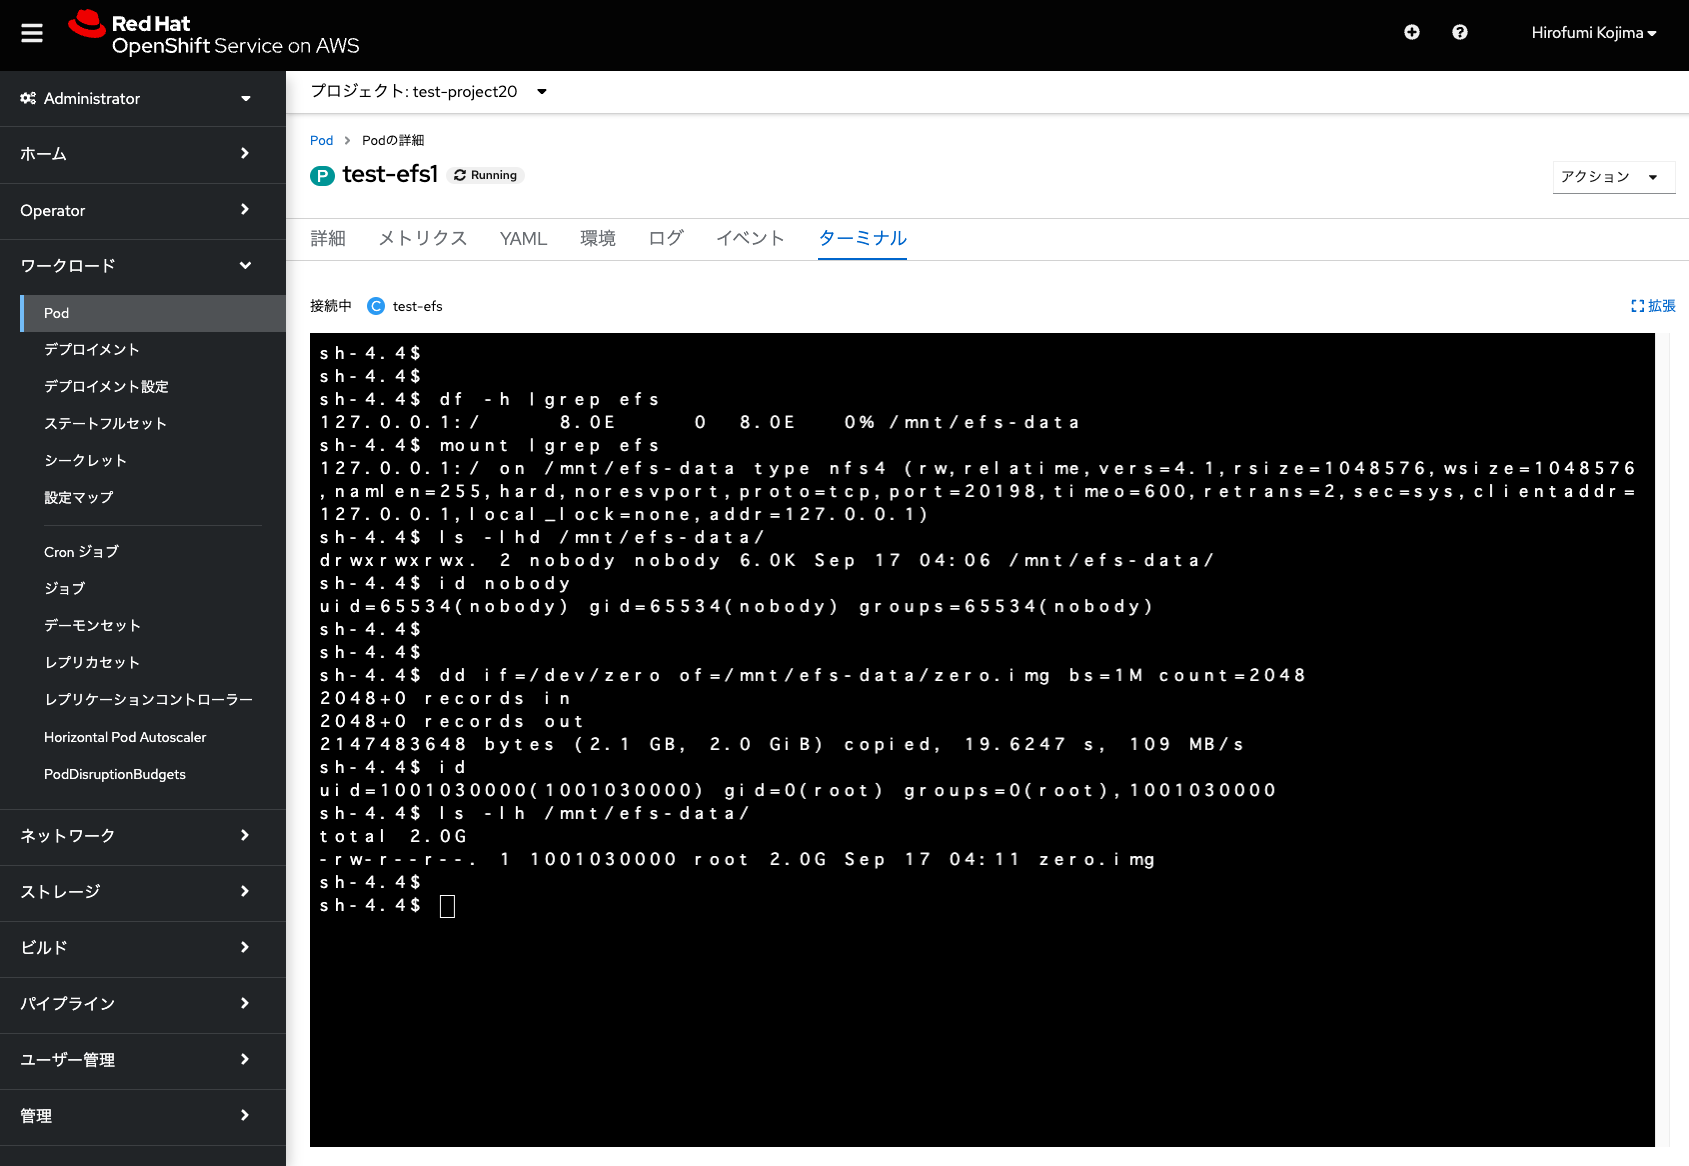 Red Hat
OpenShift Service on AWS
Hirofumi Kojima
Administrator
ホーム
Operator
ワークロード
Pod
デプロイメント
デプロイメント設定
ステートフルセット
シークレット
設定マップ
Cron ジョブ
ジョブ
デーモンセット
レプリカセット
レプリケーションコントローラー
Horizontal Pod Autoscaler
PodDisruptionBudgets
ネットワーク
ストレージ
ビルド
パイプライン
ユーザー管理
管理
プロジェクト: test-project20
Pod > Podの詳細
P test-efs1 Running
アクション
詳細 メトリクス YAML 環境 ログ イベント ターミナル
接続中 C test-efs
拡張
sh-4.4$
sh-4.4$
sh-4.4$ df -h |grep efs
127.0.0.1:/ 8.0E 0 8.0E 0% /mnt/efs-data
sh-4.4$ mount |grep efs
127.0.0.1:/ on /mnt/efs-data type nfs4 (rw,relatime,vers=4.1,rsize=1048576,wsize=1048576
,namlen=255,hard,noresvport,proto=tcp,port=20198,timeo=600,retrans=2,sec=sys,clientaddr=
127.0.0.1,local_lock=none,addr=127.0.0.1)
sh-4.4$ ls -lhd /mnt/efs-data/
drwxrwxrwx. 2 nobody nobody 6.0K Sep 17 04:06 /mnt/efs-data/
sh-4.4$ id nobody
uid=65534(nobody) gid=65534(nobody) groups=65534(nobody)
sh-4.4$
sh-4.4$
sh-4.4$ dd if=/dev/zero of=/mnt/efs-data/zero.img bs=1M count=2048
2048+0 records in
2048+0 records out
2147483648 bytes (2.1 GB, 2.0 GiB) copied, 19.6247 s, 109 MB/s
sh-4.4$ id
uid=1001030000(1001030000) gid=0(root) groups=0(root),1001030000
sh-4.4$ ls -lh /mnt/efs-data/
total 2.0G
-rw-r--r--. 1 1001030000 root 2.0G Sep 17 04:11 zero.img
sh-4.4$
sh-4.4$